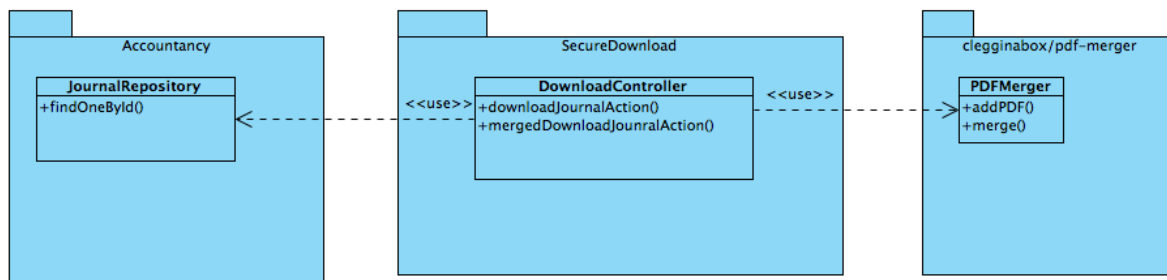 Accountancy
JournalRepository
+findOneById()
<<use>>
SecureDownload
DownloadController
+downloadJournalAction()
+mergedDownloadJounralAction()
<<use>>
clegginabox/pdf-merger
PDFMerger
+addPDF()
+merge()